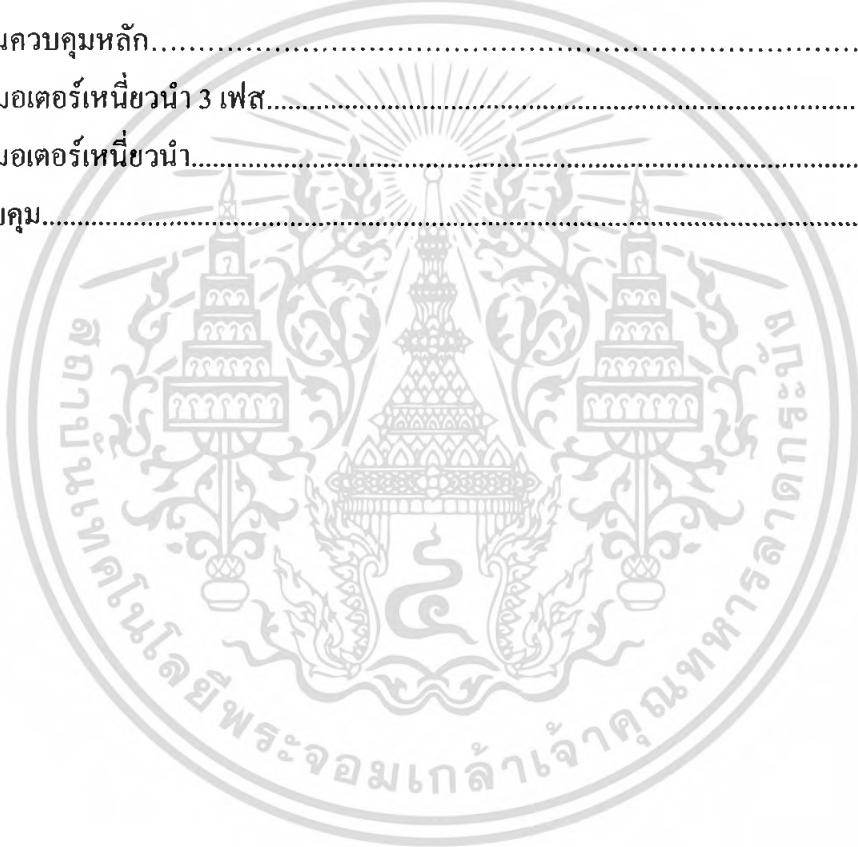 นควบคุมหลัก................................................................................
มอเตอร์เหนี่ยวนำ 3 เฟส................................................................................
มอเตอร์เหนี่ยวนำ................................................................................
บคุม................................................................................
สถาบันเทคโนโลยีพระจอมเกล้าเจ้าคุณทหารลาดกระบัง
๔